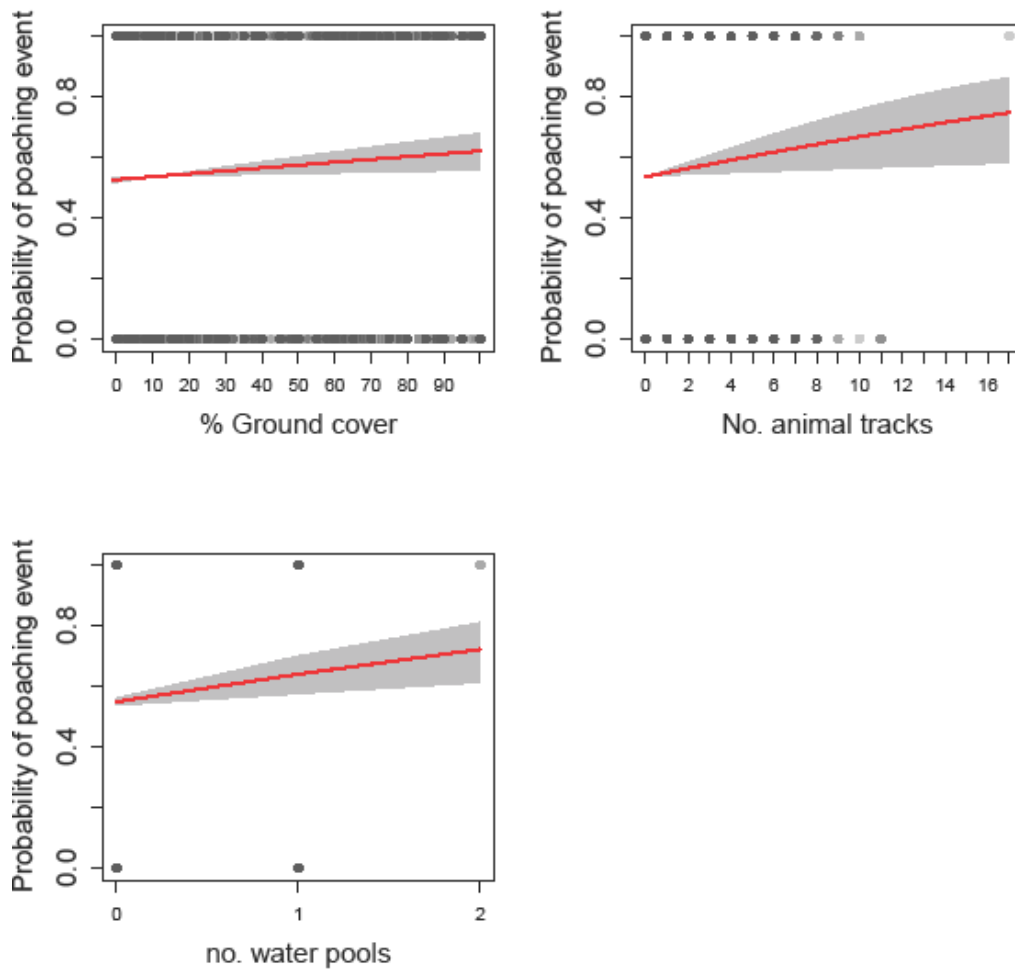 Probability of poaching event
0.0 0.4 0.8
0 10 20 30 40 50 60 70 80 90
% Ground cover
Probability of poaching event
0.0 0.4 0.8
0 2 4 6 8 10 12 14 16
No. animal tracks
Probability of poaching event
0.0 0.4 0.8
0 1 2
no. water pools